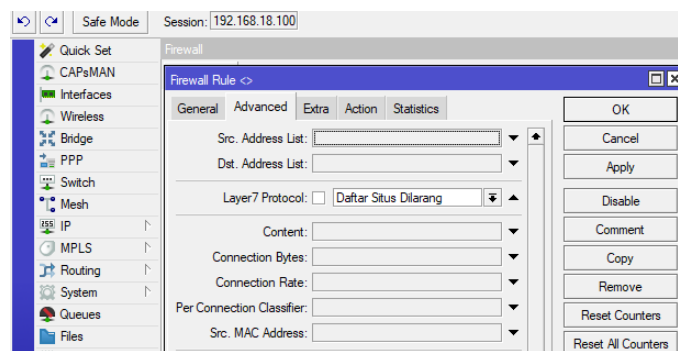 Safe Mode Session: 192.168.18.100
Quick Set
CAPsMAN
Interfaces
Wireless
Bridge
PPP
Switch
Mesh
IP
MPLS
Routing
System
Queues
Files
Firewall
Firewall Rule <>
General Advanced Extra Action Statistics
Src. Address List:
Dst. Address List:
Layer7 Protocol: Daftar Situs Dilarang
Content:
Connection Bytes:
Connection Rate:
Per Connection Classifier:
Src. MAC Address:
OK
Cancel
Apply
Disable
Comment
Copy
Remove
Reset Counters
Reset All Counters